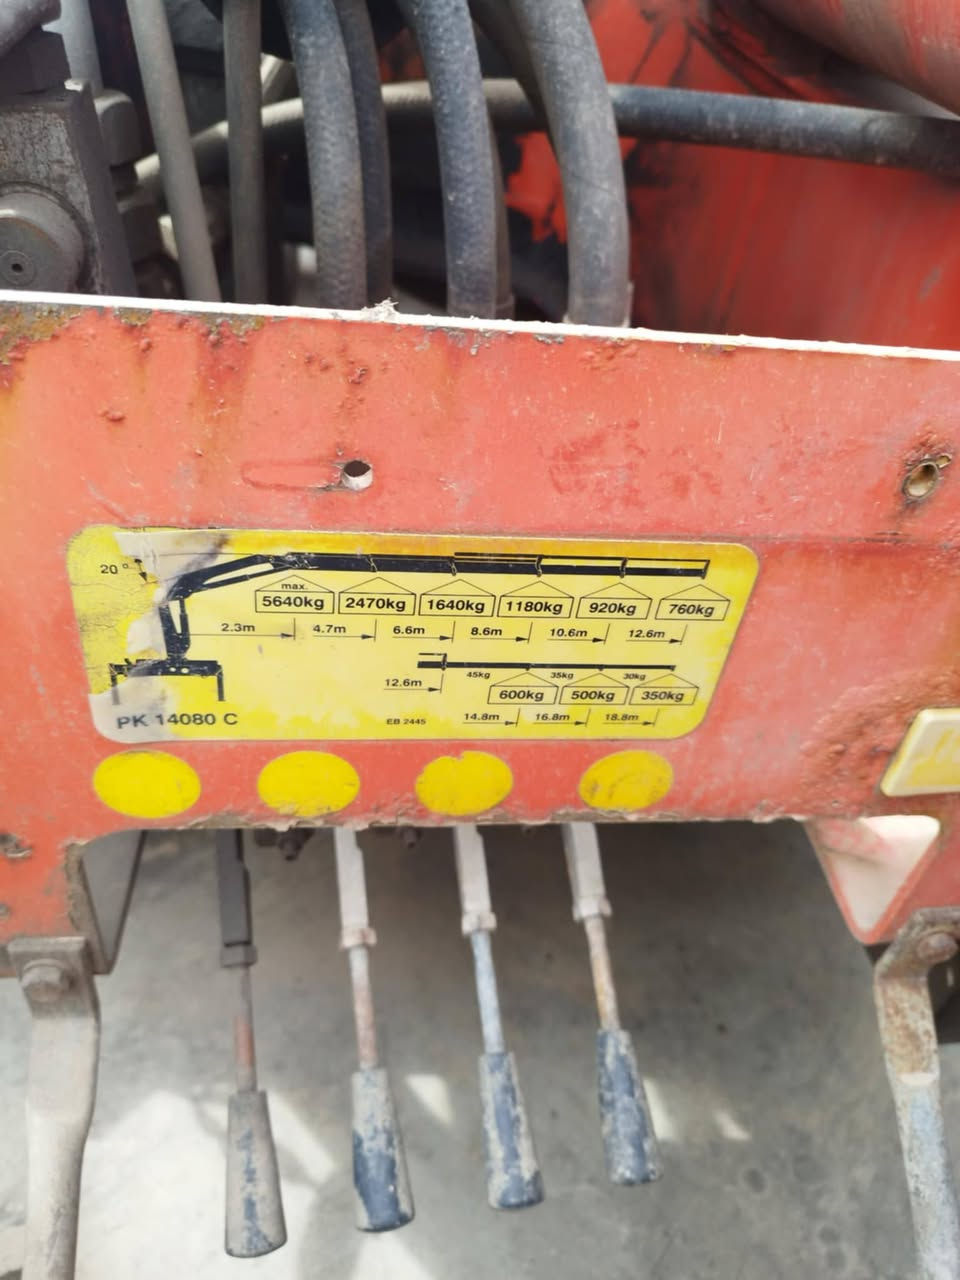 20°
max.
5640kg 2470kg 1640kg 1180kg 920kg 760kg
2.3m 4.7m 6.6m 8.6m 10.6m 12.6m
45kg 35kg 30kg
12.6m
600kg 500kg 350kg
PK 14080 C EB 2445 14.8m 16.8m 18.8m